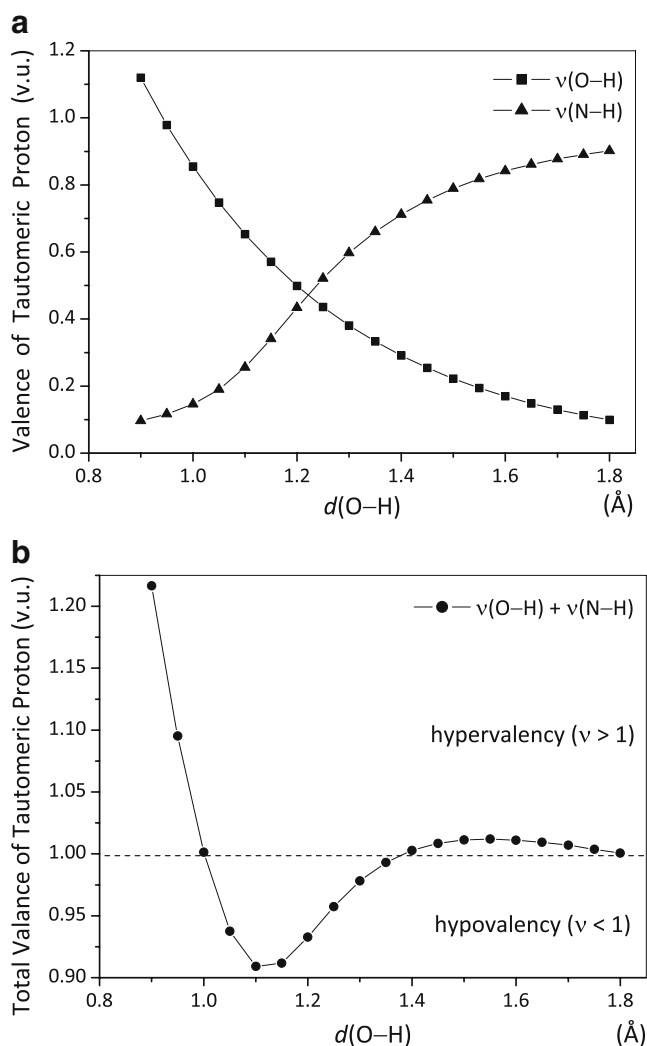 a
Valence of Tautomeric Proton (v.u.)
1.2
1.0
0.8
0.6
0.4
0.2
0.0
ν(O–H)
ν(N–H)
0.8 1.0 1.2 1.4 1.6 1.8
d(O–H) (Å)
b
Total Valance of Tautomeric Proton (v.u.)
1.20
1.15
1.10
1.05
1.00
0.95
0.90
ν(O–H) + ν(N–H)
hypervalency (ν > 1)
hypovalency (ν < 1)
0.8 1.0 1.2 1.4 1.6 1.8
d(O–H) (Å)